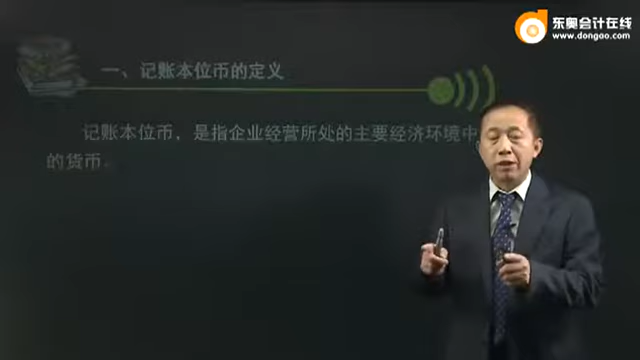 东奥会计在线
www.dongao.com
一、记账本位币的定义
记账本位币，是指企业经营所处的主要经济环境中
的货币。